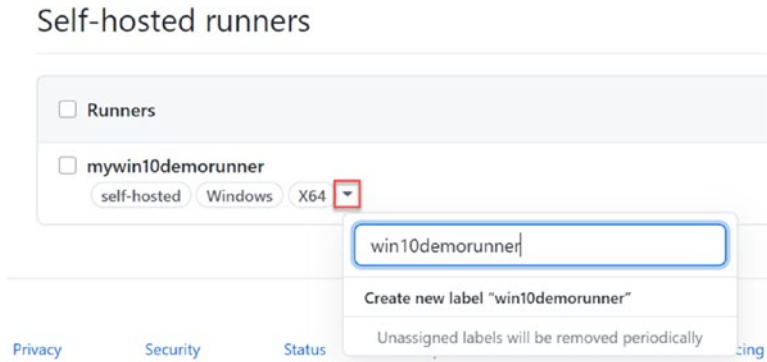 Self-hosted runners
Runners
mywin10demorunner
self-hosted Windows X64
win10demorunner
Create new label "win10demorunner"
Unassigned labels will be removed periodically
Privacy Security Status